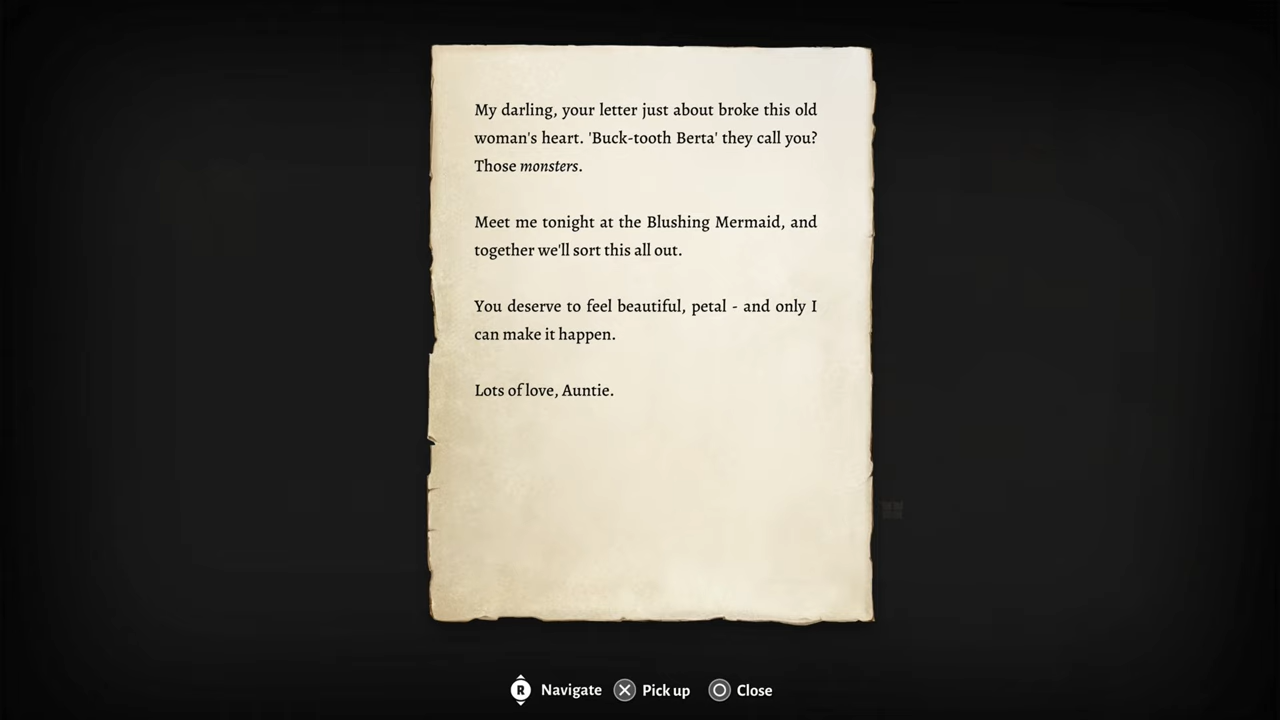 My darling, your letter just about broke this old
woman's heart. 'Buck-tooth Berta' they call you?
Those monsters.
Meet me tonight at the Blushing Mermaid, and
together we'll sort this all out.
You deserve to feel beautiful, petal - and only I
can make it happen.
Lots of love, Auntie.
R Navigate Pick up Close